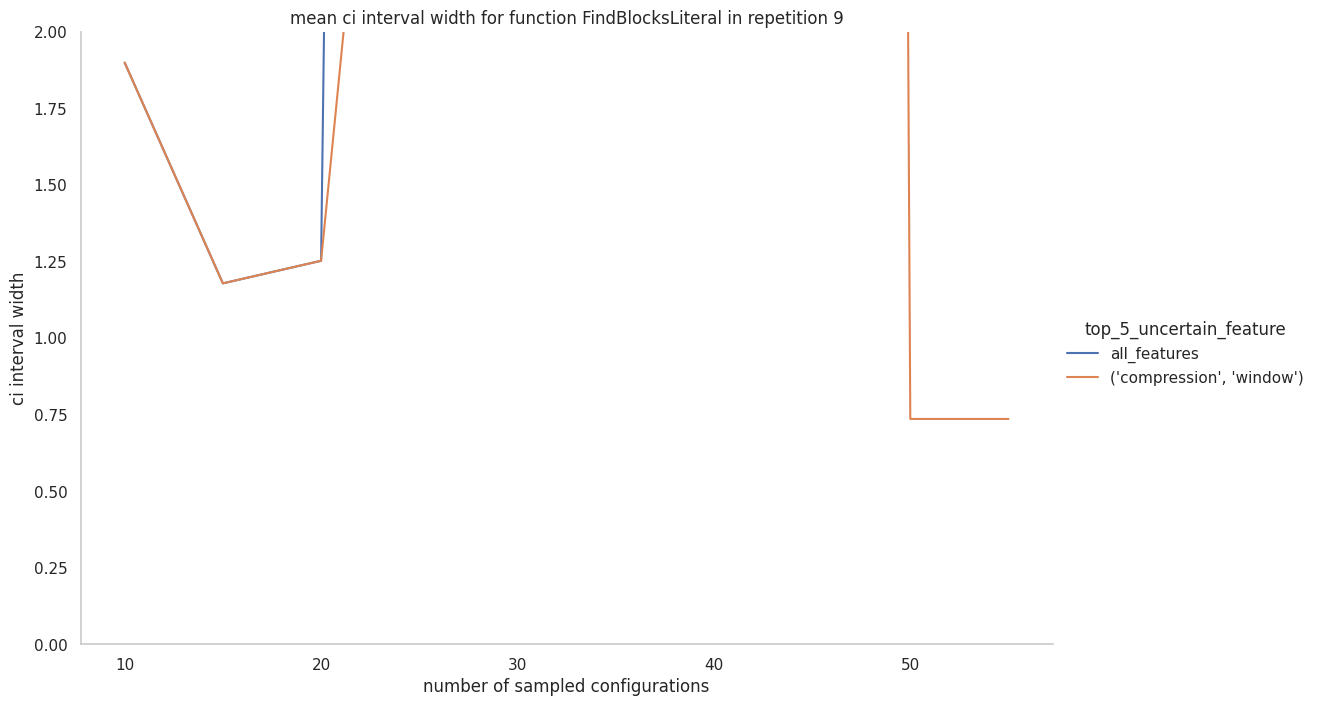 mean ci interval width for function FindBlocksLiteral in repetition 9
2.00
1.75
1.50
1.25
1.00
0.75
0.50
0.25
0.00
ci interval width
10
20
30
40
50
number of sampled configurations
top_5_uncertain_feature
all_features
('compression', 'window')